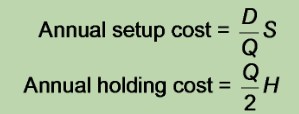 Annual setup cost = D/Q S
Annual holding cost = Q/2 H